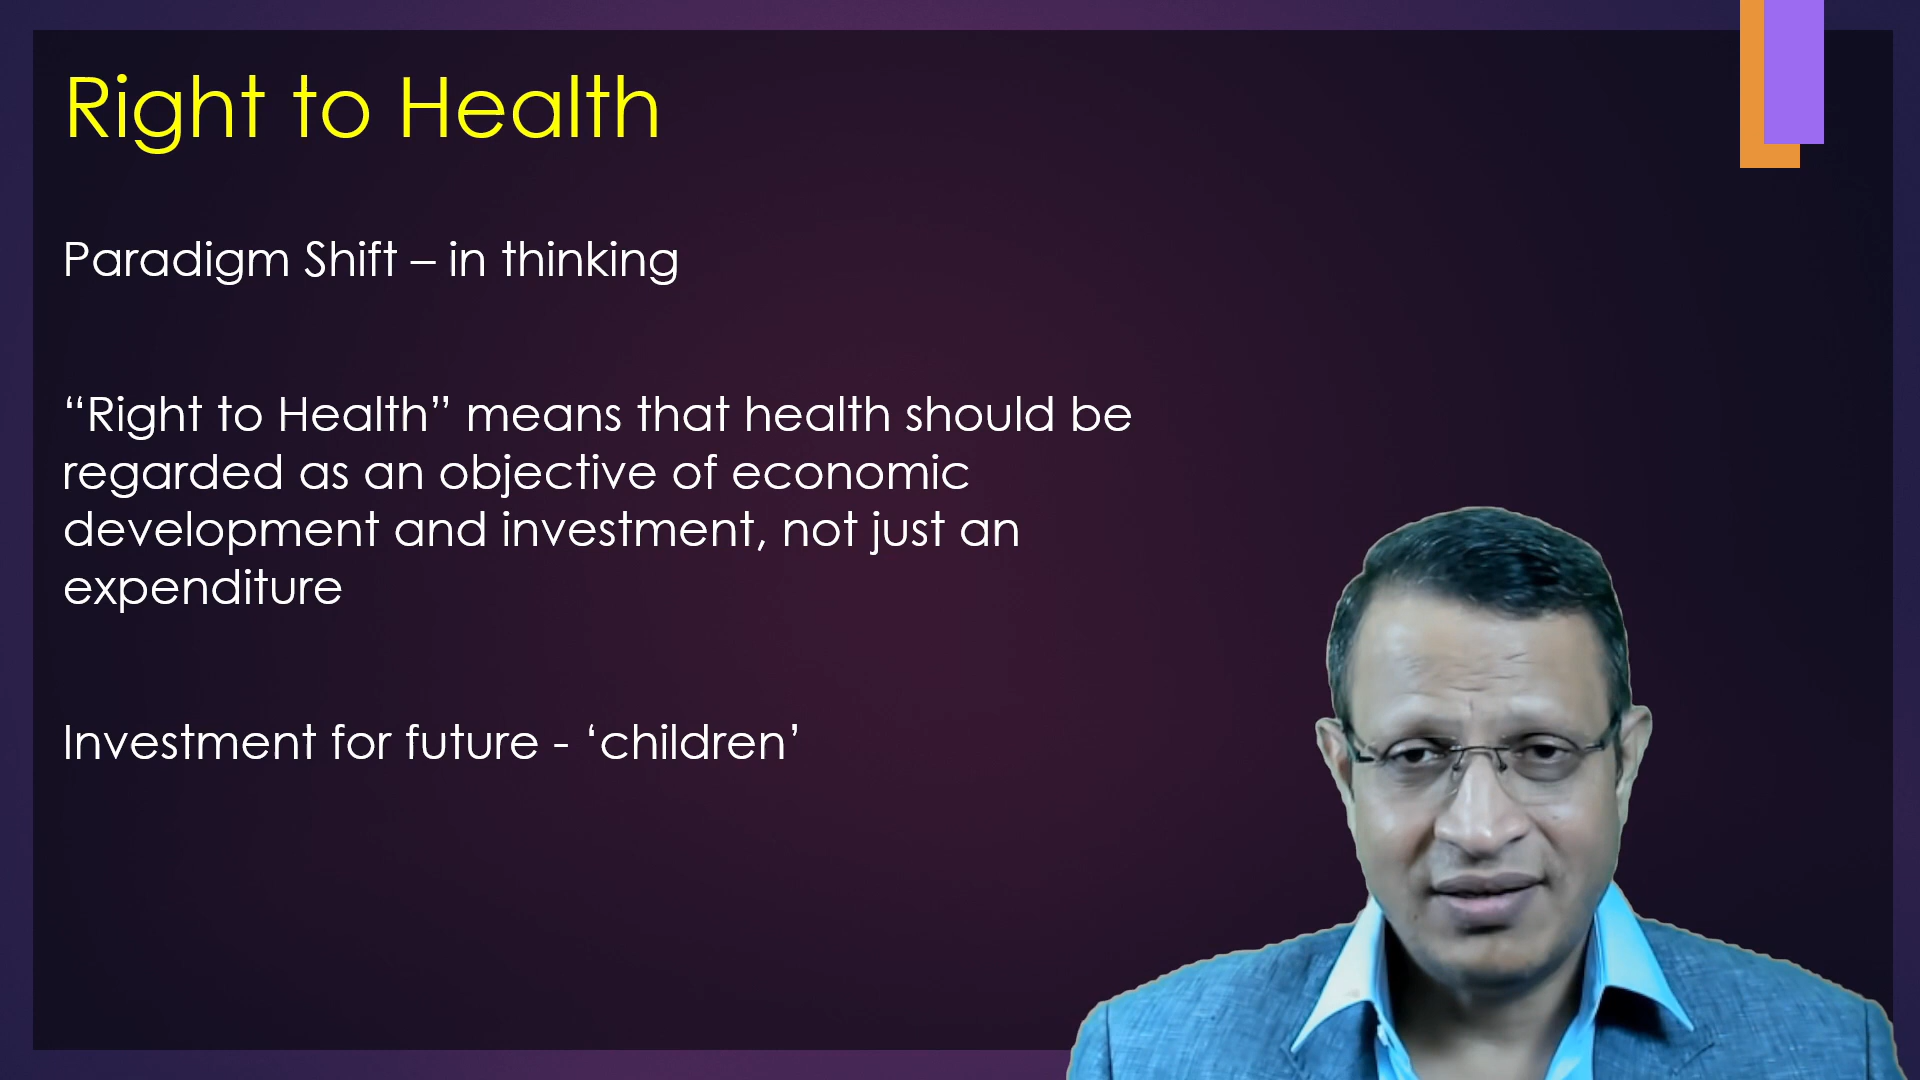 Right to Health
Paradigm Shift – in thinking
“Right to Health” means that health should be
regarded as an objective of economic
development and investment, not just an
expenditure
Investment for future - ‘children’